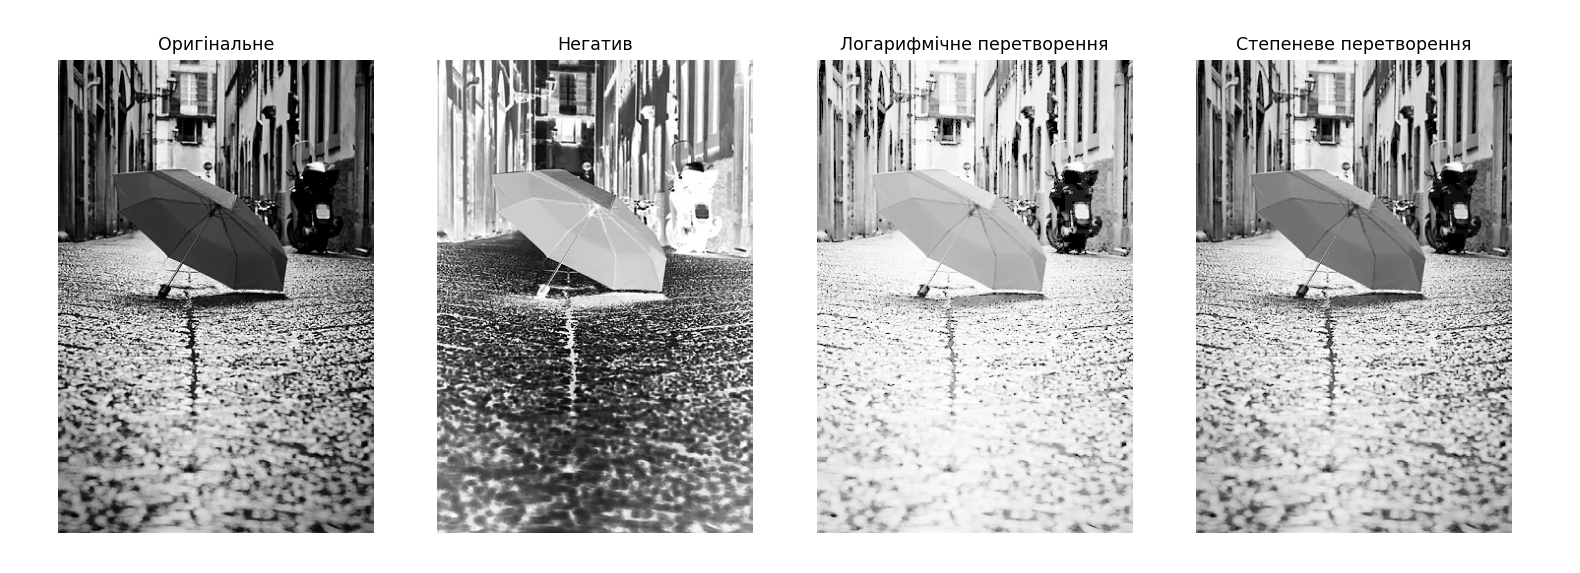 Оригінальне
Негатив
Логарифмічне перетворення
Степеневе перетворення